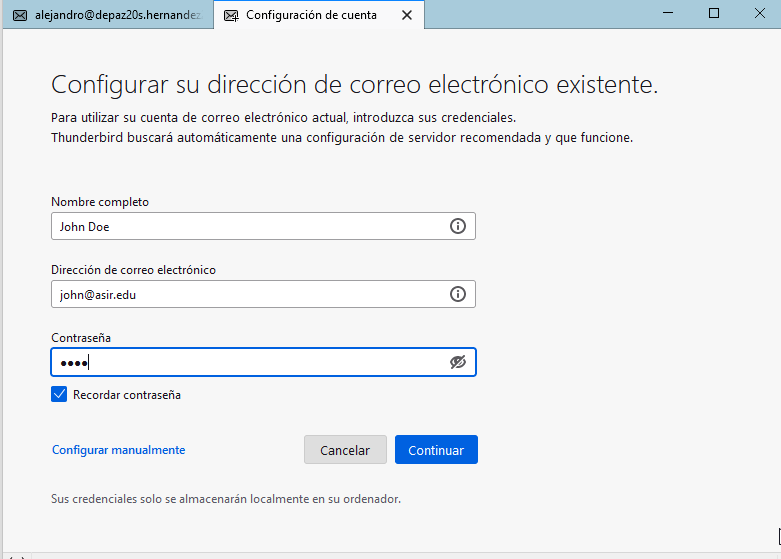 alejandro@depaz20s.hernandez
Configuración de cuenta
Configurar su dirección de correo electrónico existente.
Para utilizar su cuenta de correo electrónico actual, introduzca sus credenciales.
Thunderbird buscará automáticamente una configuración de servidor recomendada y que funcione.
Nombre completo
John Doe
Dirección de correo electrónico
john@asir.edu
Contraseña
••••
Recordar contraseña
Configurar manualmente
Cancelar
Continuar
Sus credenciales solo se almacenarán localmente en su ordenador.